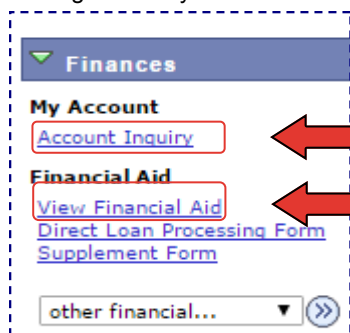 Finances
My Account
Account Inquiry
Financial Aid
View Financial Aid
Direct Loan Processing Form
Supplement Form
other financial...